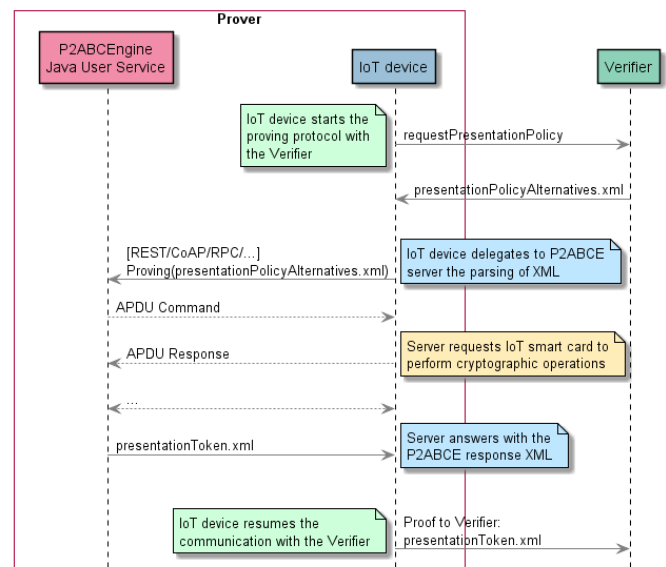 Prover
P2ABCEngine
Java User Service
IoT device
Verifier
IoT device starts the
proving protocol with
the Verifier
requestPresentationPolicy
presentationPolicyAlternatives.xml
[REST/CoAP/RPC/...]
Proving(presentationPolicyAlternatives.xml)
IoT device delegates to P2ABCE
server the parsing of XML
APDU Command
APDU Response
Server requests IoT smart card to
perform cryptographic operations
...
presentationToken.xml
Server answers with the
P2ABCE response XML
IoT device resumes the
communication with the Verifier
Proof to Verifier:
presentationToken.xml